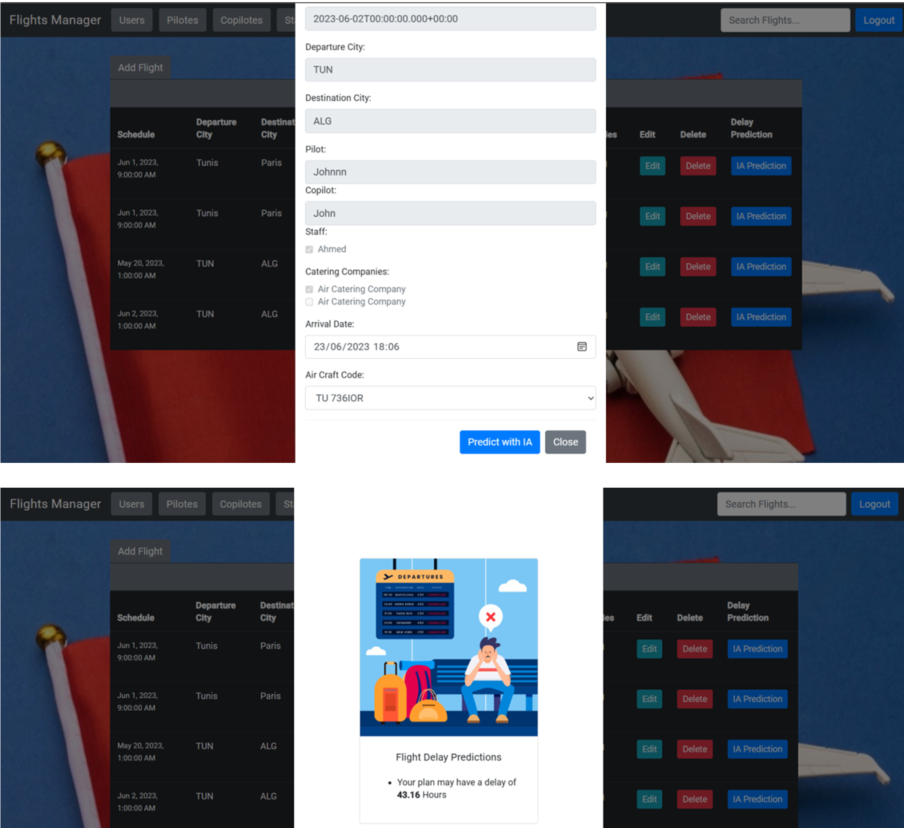 Flights Manager Users Pilotes Copilotes St Search Flights... Logout
2023-06-02T00:00:00.000+00:00
Departure City:
TUN
Destination City:
ALG
Pilot:
Johnnn
Copilot:
John
Staff:
Ahmed
Catering Companies:
Air Catering Company
Air Catering Company
Arrival Date:
23/06/2023 18:06
Air Craft Code:
TU 736IOR
Predict with IA Close
Add Flight
Schedule Departure City Destinat City les Edit Delete Delay Prediction
Jun 1, 2023, 9:00:00 AM Tunis Paris Edit Delete IA Prediction
Jun 1, 2023, 9:00:00 AM Tunis Paris Edit Delete IA Prediction
May 20, 2023, 1:00:00 AM TUN ALG Edit Delete IA Prediction
Jun 2, 2023, 1:00:00 AM TUN ALG Edit Delete IA Prediction
Flights Manager Users Pilotes Copilotes St Search Flights... Logout
Add Flight
Schedule Departure City Destinat City les Edit Delete Delay Prediction
Jun 1, 2023, 9:00:00 AM Tunis Paris Edit Delete IA Prediction
Jun 1, 2023, 9:00:00 AM Tunis Paris Edit Delete IA Prediction
May 20, 2023, 1:00:00 AM TUN ALG Edit Delete IA Prediction
Jun 2, 2023, 1:00:00 AM TUN ALG Edit Delete IA Prediction
DEPARTURES
Flight Delay Predictions
Your plan may have a delay of
43.16 Hours